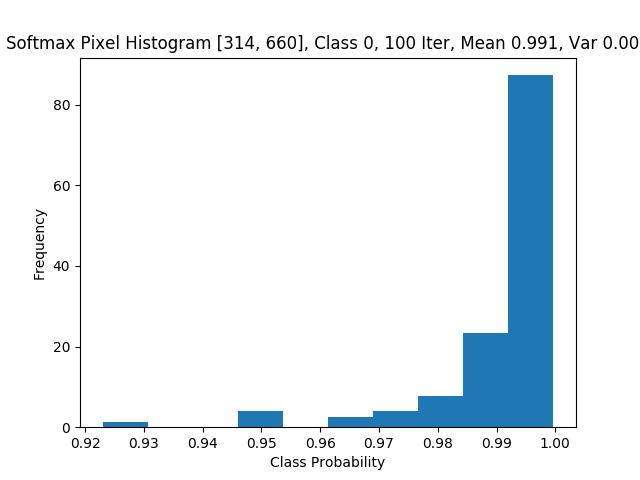 Softmax Pixel Histogram [314, 660], Class 0, 100 Iter, Mean 0.991, Var 0.00
80
60
40
20
0
Frequency
0.92 0.93 0.94 0.95 0.96 0.97 0.98 0.99 1.00
Class Probability